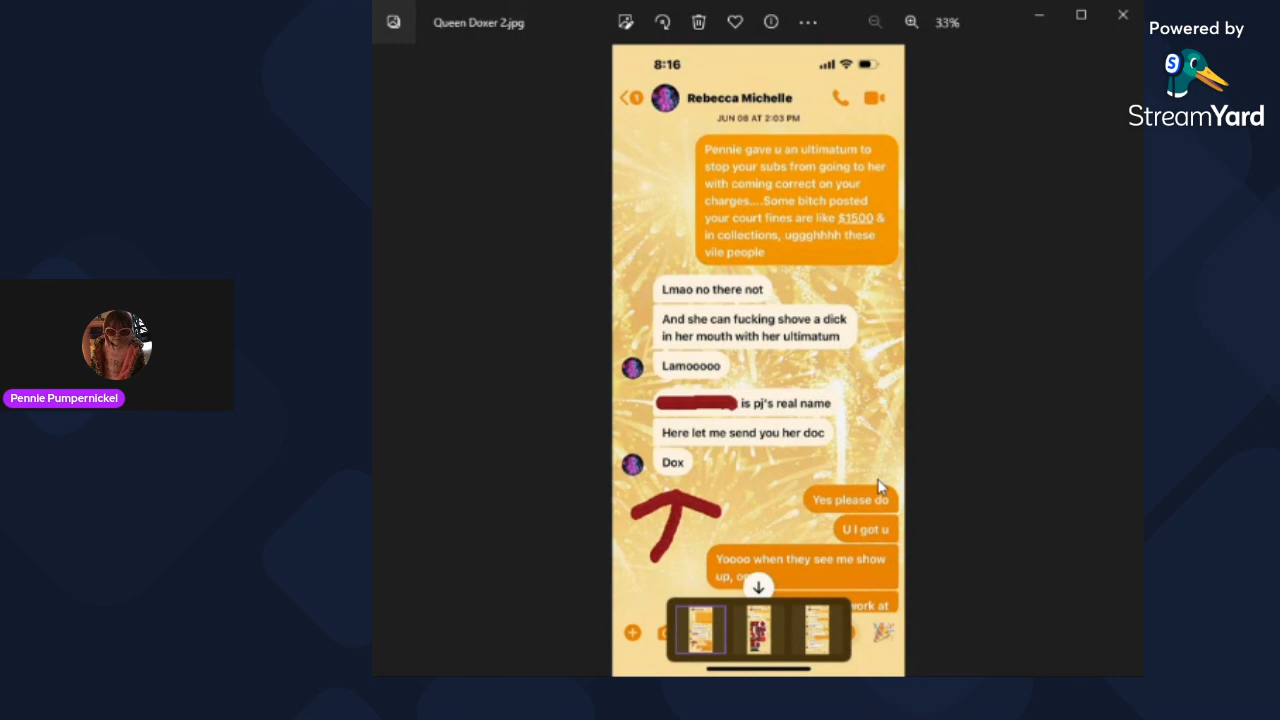 Queen Doxer 2.jpg
33%
Powered by
S
StreamYard
8:16
1
Rebecca Michelle
JUN 08 AT 2:03 PM
Pennie gave u an ultimatum to
stop your subs from going to her
with coming correct on your
charges....Some bitch posted
your court fines are like $1500 &
in collections, uggghhhh these
vile people
Lmao no there not
And she can fucking shove a dick
in her mouth with her ultimatum
Lamooooo
is pj's real name
Here let me send you her doc
Dox
Yes please do
U I got u
Yoooo when they see me show
up,
work at
Pennie Pumpernickel